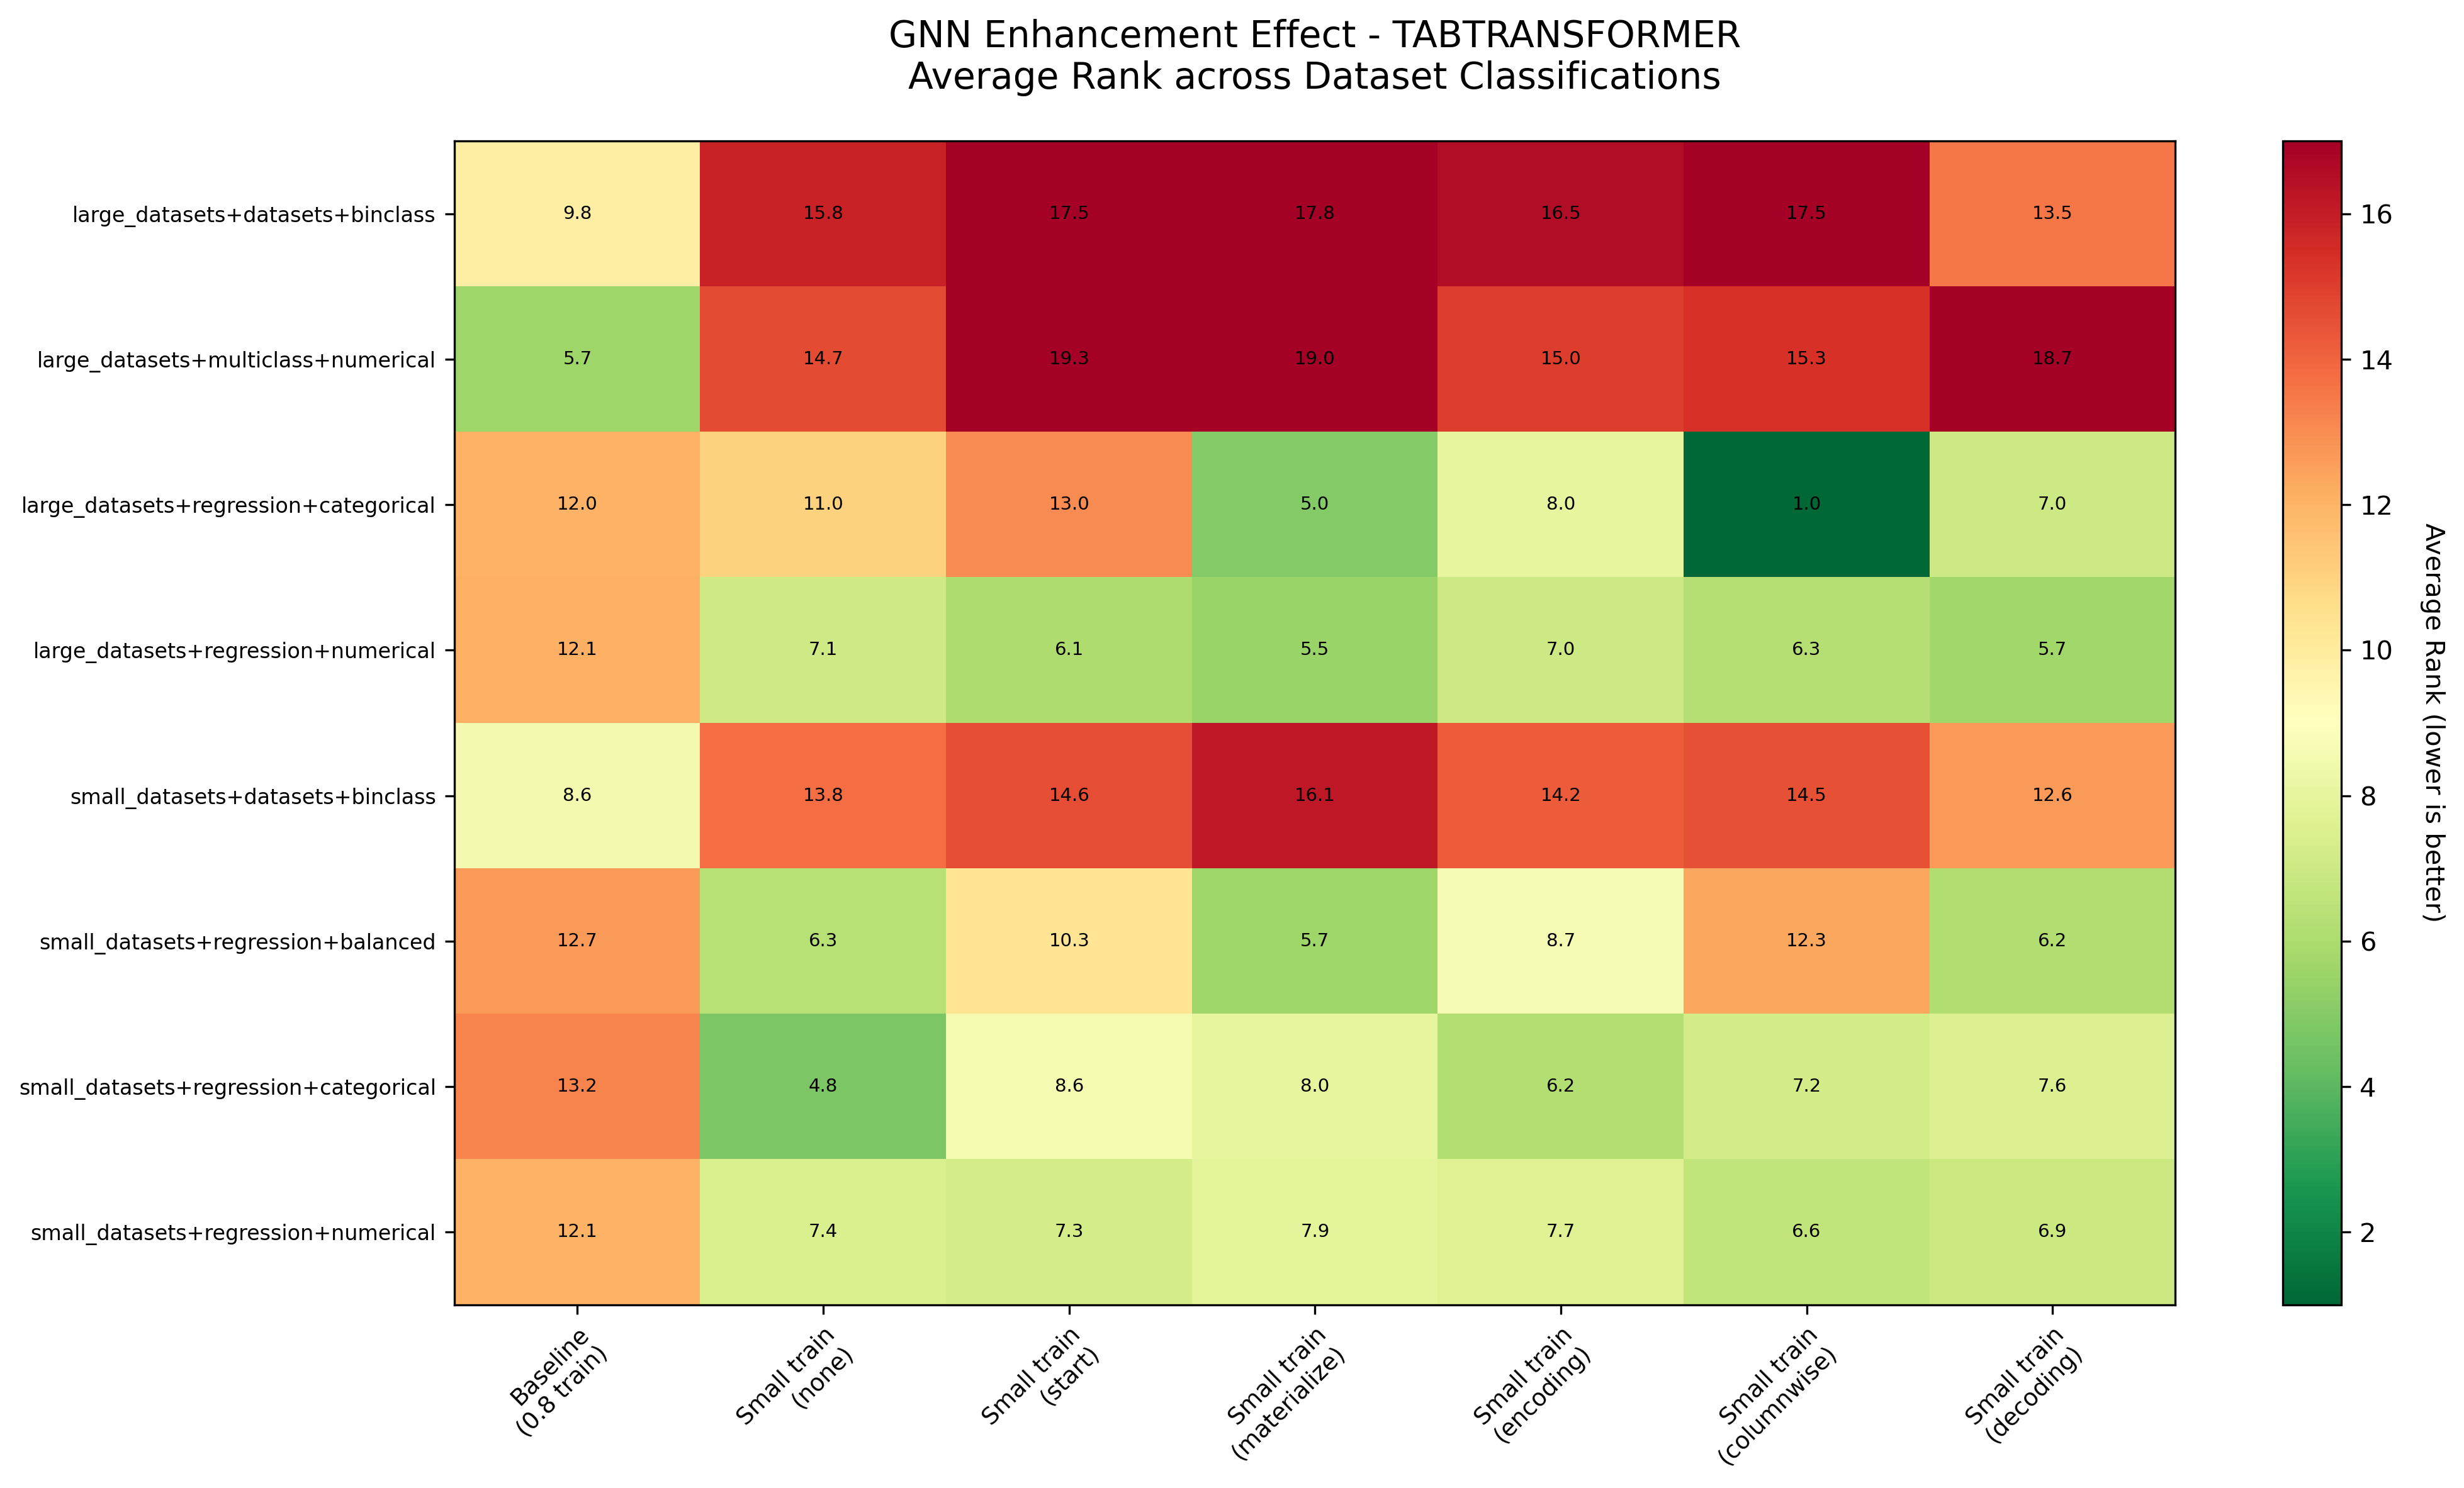 GNN Enhancement Effect - TABTRANSFORMER
Average Rank across Dataset Classifications
large_datasets+datasets+binclass 9.8 15.8 17.5 17.8 16.5 17.5 13.5
large_datasets+multiclass+numerical 5.7 14.7 19.3 19.0 15.0 15.3 18.7
large_datasets+regression+categorical 12.0 11.0 13.0 5.0 8.0 1.0 7.0
large_datasets+regression+numerical 12.1 7.1 6.1 5.5 7.0 6.3 5.7
small_datasets+datasets+binclass 8.6 13.8 14.6 16.1 14.2 14.5 12.6
small_datasets+regression+balanced 12.7 6.3 10.3 5.7 8.7 12.3 6.2
small_datasets+regression+categorical 13.2 4.8 8.6 8.0 6.2 7.2 7.6
small_datasets+regression+numerical 12.1 7.4 7.3 7.9 7.7 6.6 6.9
Baseline
(0.8 train)
Small train
(none)
Small train
(start)
Small train
(materialize)
Small train
(encoding)
Small train
(columnwise)
Small train
(decoding)
16
14
12
10
8
6
4
2
Average Rank (lower is better)